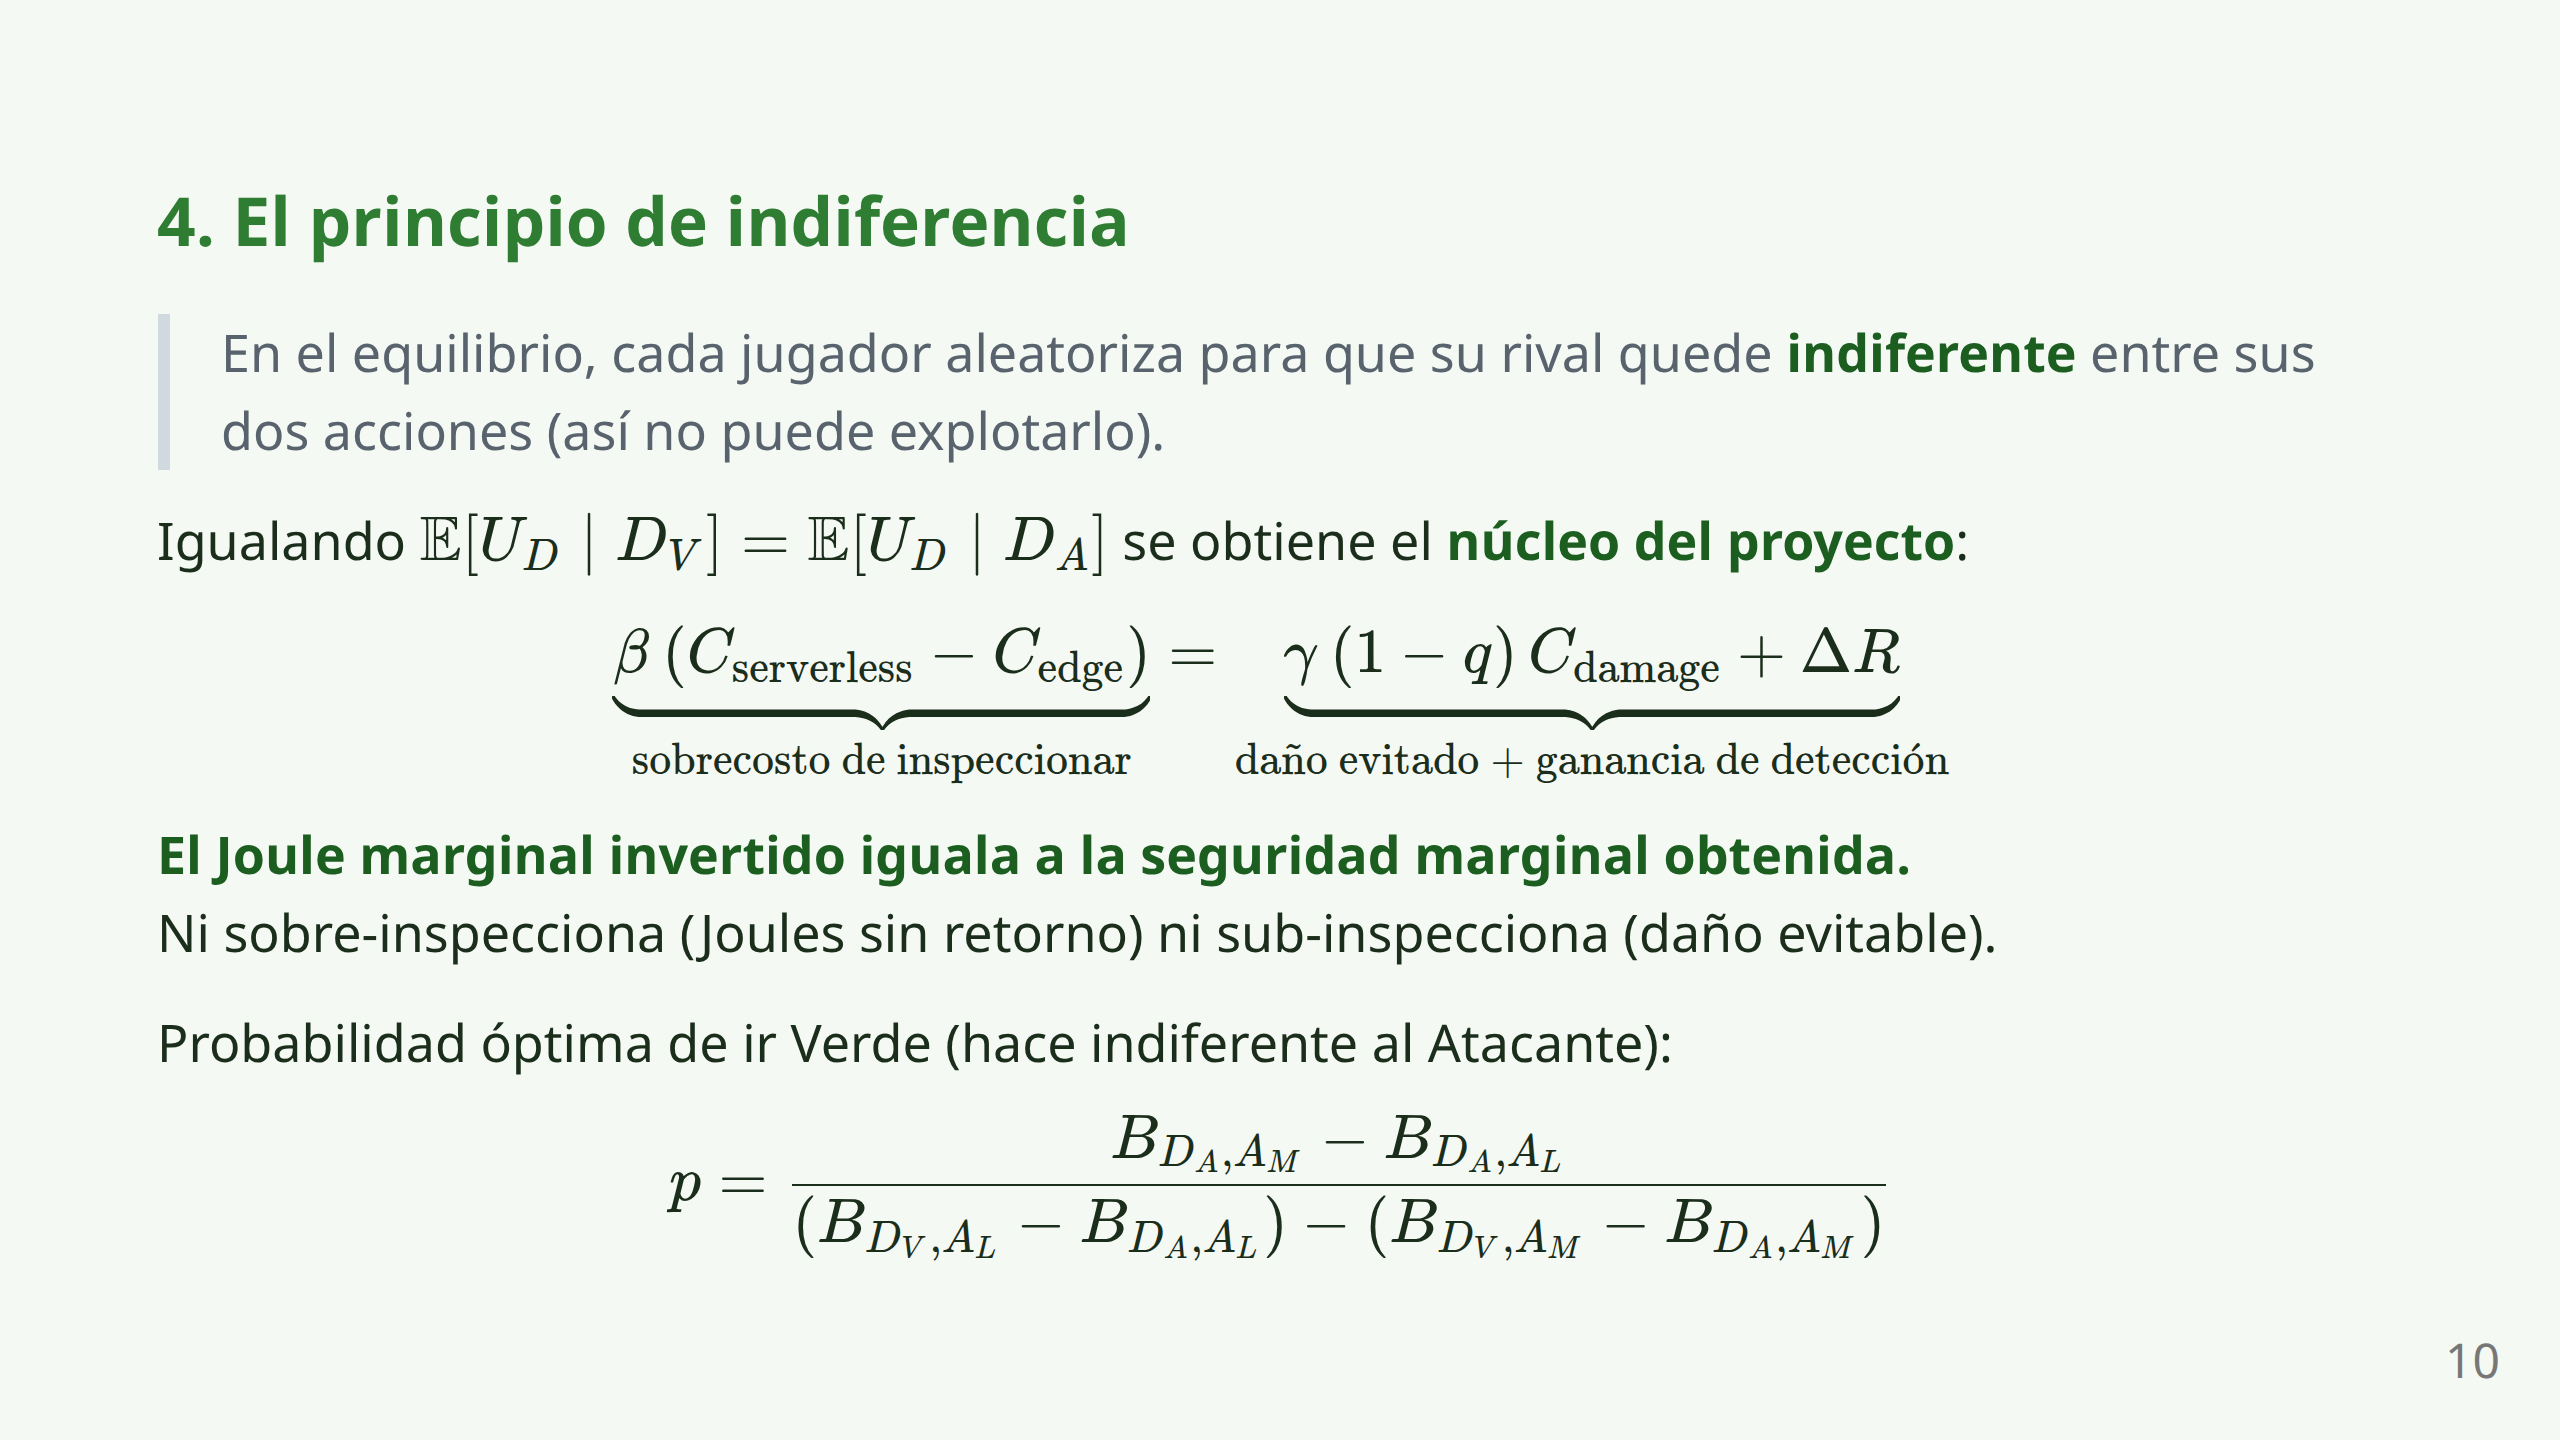 4. El principio de indiferencia
En el equilibrio, cada jugador aleatoriza para que su rival quede indiferente entre sus
dos acciones (así no puede explotarlo).
Igualando 𝔼[U_D | D_V] = 𝔼[U_D | D_A] se obtiene el núcleo del proyecto:
β (C_serverless − C_edge) = γ (1 − q) C_damage + ΔR
sobrecosto de inspeccionar daño evitado + ganancia de detección
El Joule marginal invertido iguala a la seguridad marginal obtenida.
Ni sobre-inspecciona (Joules sin retorno) ni sub-inspecciona (daño evitable).
Probabilidad óptima de ir Verde (hace indiferente al Atacante):
p = \frac{B_{D_A,A_M} − B_{D_A,A_L}}{(B_{D_V,A_L} − B_{D_A,A_L}) − (B_{D_V,A_M} − B_{D_A,A_M})}
10